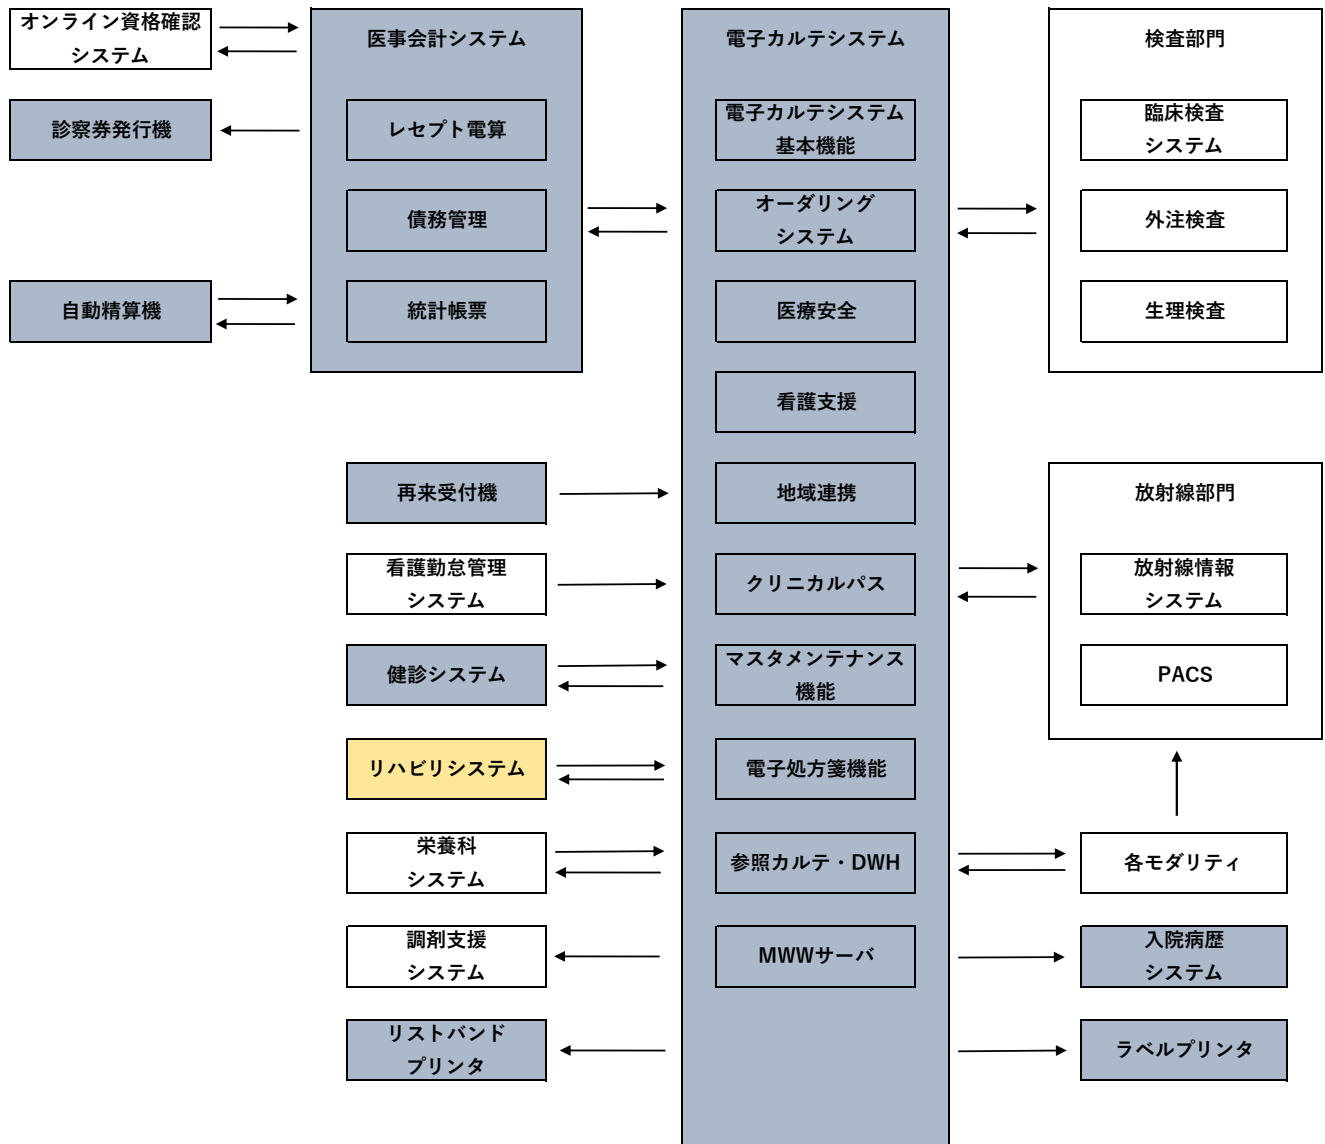 オンライン資格確認
システム
診察券発行機
自動精算機
医事会計システム
レセプト電算
債務管理
統計帳票
再来受付機
看護勤怠管理
システム
健診システム
リハビリシステム
栄養科
システム
調剤支援
システム
リストバンド
プリンタ
電子カルテシステム
電子カルテシステム
基本機能
オーダリング
システム
医療安全
看護支援
地域連携
クリニカルパス
マスタメンテナンス
機能
電子処方箋機能
参照カルテ・DWH
MWWサーバ
検査部門
臨床検査
システム
外注検査
生理検査
放射線部門
放射線情報
システム
PACS
各モダリティ
入院病歴
システム
ラベルプリンタ